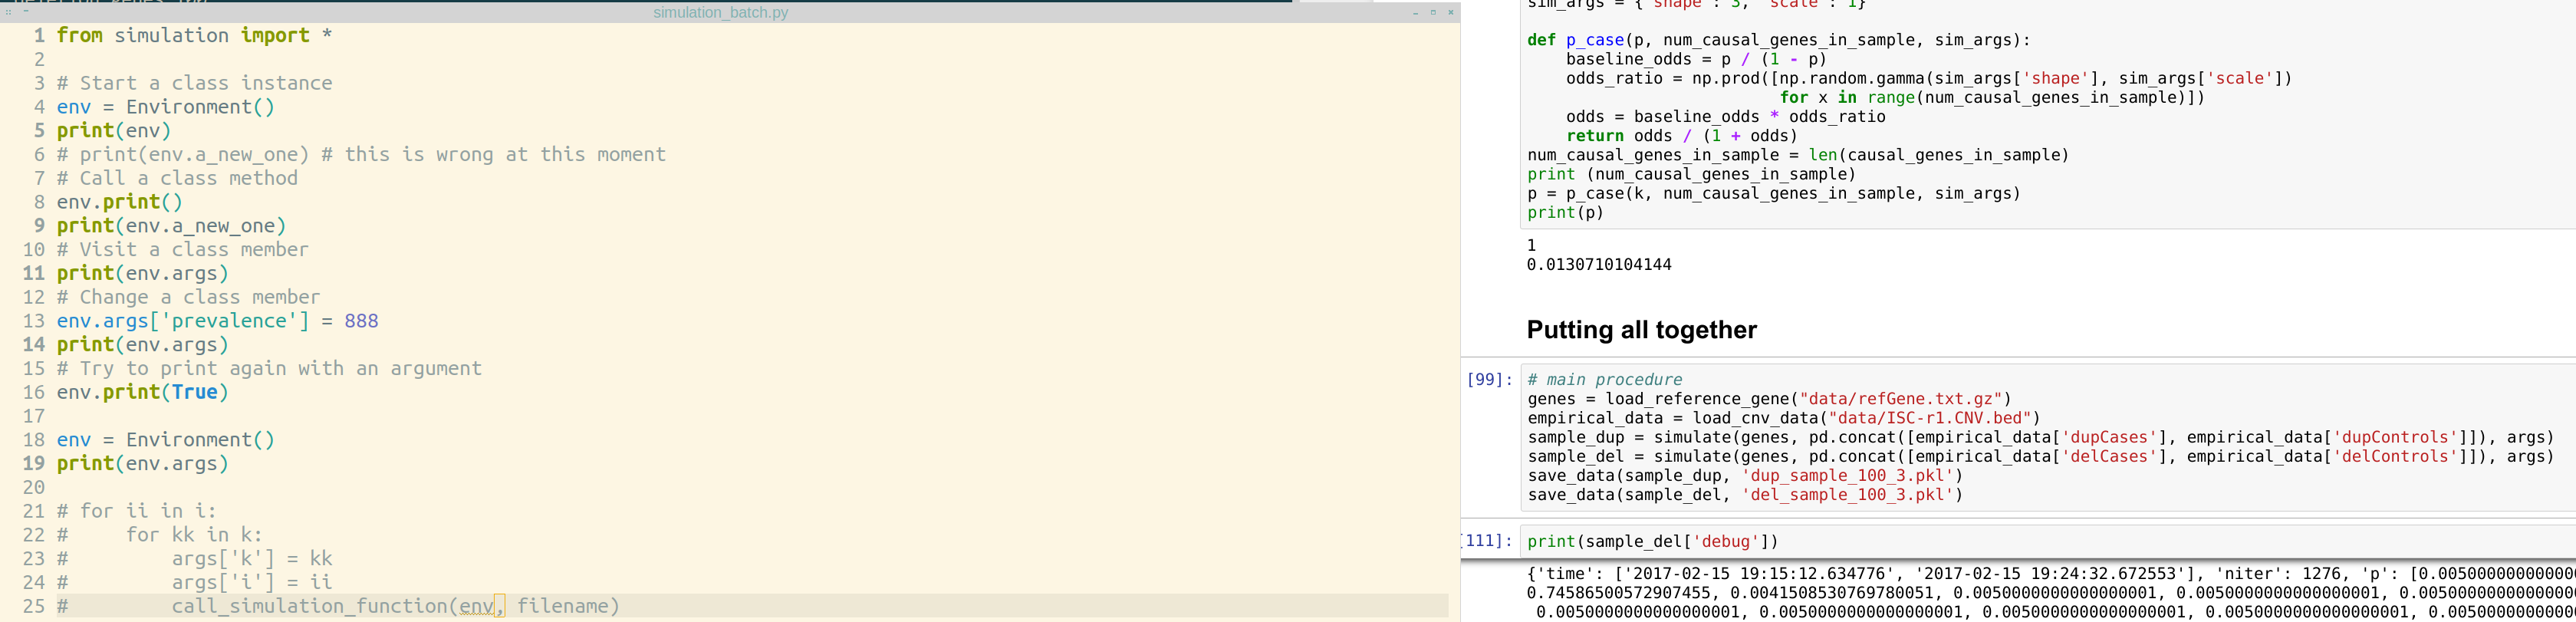 simulation_batch.py
1 from simulation import *
2
3 # Start a class instance
4 env = Environment()
5 print(env)
6 # print(env.a_new_one) # this is wrong at this moment
7 # Call a class method
8 env.print()
9 print(env.a_new_one)
10 # Visit a class member
11 print(env.args)
12 # Change a class member
13 env.args['prevalence'] = 888
14 print(env.args)
15 # Try to print again with an argument
16 env.print(True)
17
18 env = Environment()
19 print(env.args)
20
21 # for ii in i:
22 #     for kk in k:
23 #         args['k'] = kk
24 #         args['i'] = ii
25 #         call_simulation_function(env, filename)
sim_args = {'shape': 3, 'scale': 1}
def p_case(p, num_causal_genes_in_sample, sim_args):
    baseline_odds = p / (1 - p)
    odds_ratio = np.prod([np.random.gamma(sim_args['shape'], sim_args['scale'])
                          for x in range(num_causal_genes_in_sample)])
    odds = baseline_odds * odds_ratio
    return odds / (1 + odds)
num_causal_genes_in_sample = len(causal_genes_in_sample)
print (num_causal_genes_in_sample)
p = p_case(k, num_causal_genes_in_sample, sim_args)
print(p)
1
0.0130710104144
Putting all together
[99]: # main procedure
genes = load_reference_gene("data/refGene.txt.gz")
empirical_data = load_cnv_data("data/ISC-r1.CNV.bed")
sample_dup = simulate(genes, pd.concat([empirical_data['dupCases'], empirical_data['dupControls']]), args)
sample_del = simulate(genes, pd.concat([empirical_data['delCases'], empirical_data['delControls']]), args)
save_data(sample_dup, 'dup_sample_100_3.pkl')
save_data(sample_del, 'del_sample_100_3.pkl')
[111]: print(sample_del['debug'])
{'time': ['2017-02-15 19:15:12.634776', '2017-02-15 19:24:32.672553'], 'niter': 1276, 'p': [0.0050000000000000
0.74586500572907455, 0.0041508530769780051, 0.0050000000000000001, 0.0050000000000000001, 0.005000000000000
0.0050000000000000001, 0.0050000000000000001, 0.0050000000000000001, 0.0050000000000000001, 0.00500000000